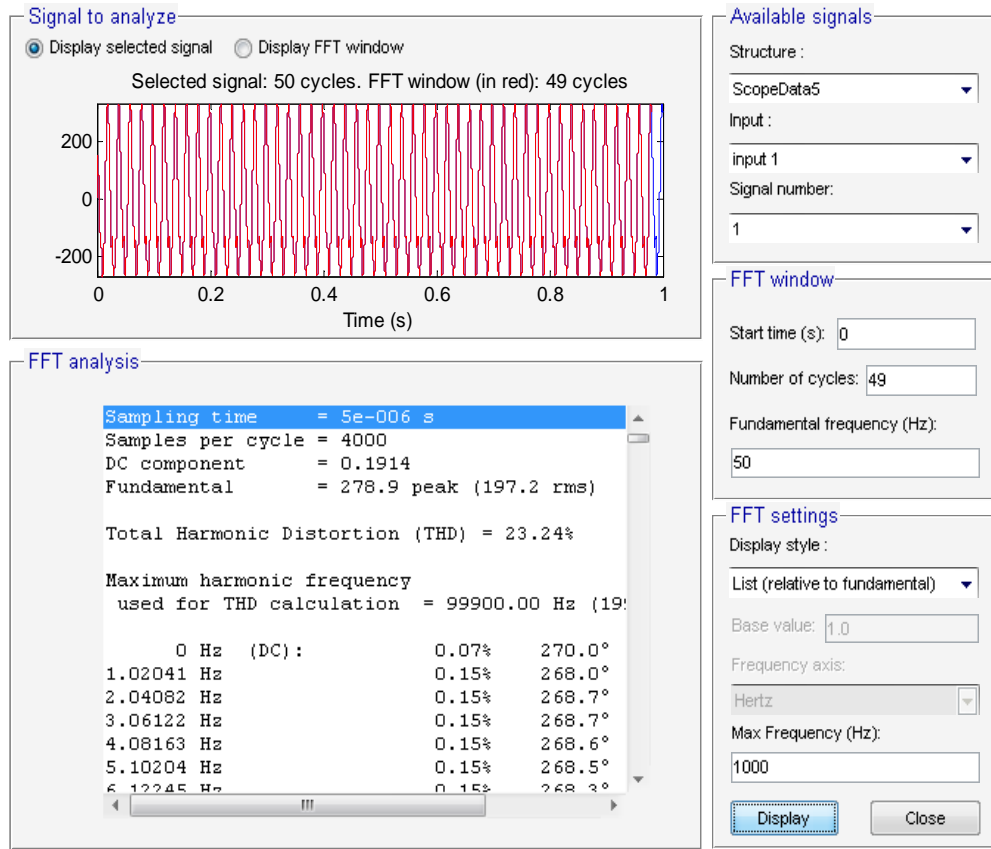 Signal to analyze
Display selected signal Display FFT window
Selected signal: 50 cycles. FFT window (in red): 49 cycles
200
0
-200
0 0.2 0.4 0.6 0.8 1
Time (s)
FFT analysis
Sampling time = 5e-006 s
Samples per cycle = 4000
DC component = 0.1914
Fundamental = 278.9 peak (197.2 rms)
Total Harmonic Distortion (THD) = 23.24%
Maximum harmonic frequency
used for THD calculation = 99900.00 Hz (19
0 Hz (DC): 0.07% 270.0°
1.02041 Hz 0.15% 268.0°
2.04082 Hz 0.15% 268.7°
3.06122 Hz 0.15% 268.7°
4.08163 Hz 0.15% 268.6°
5.10204 Hz 0.15% 268.5°
6.12245 Hz 0.15% 268.3°
Available signals
Structure :
ScopeData5
Input :
input 1
Signal number:
1
FFT window
Start time (s): 0
Number of cycles: 49
Fundamental frequency (Hz):
50
FFT settings
Display style :
List (relative to fundamental)
Base value: 1.0
Frequency axis:
Hertz
Max Frequency (Hz):
1000
Display Close